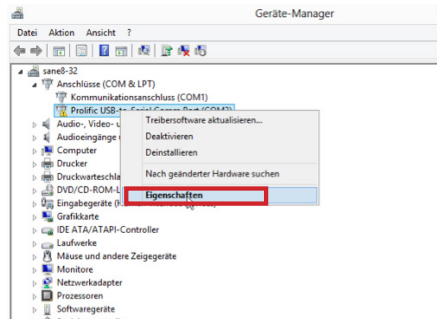 Geräte-Manager
Datei Aktion Ansicht ?
sane8-32
Anschlüsse (COM & LPT)
Kommunikationsanschluss (COM1)
Prolific USB-to-Serial Comm Port
Treibersoftware aktualisieren...
Deaktivieren
Deinstallieren
Nach geänderter Hardware suchen
Eigenschaften
Audio-, Video- u
Audioeingänge
Computer
Drucker
Druckwarteschla
DVD/CD-ROM-L
Eingabegeräte
Grafikkarte
IDE ATA/ATAPI-Controller
Laufwerke
Mäuse und andere Zeigegeräte
Monitore
Netzwerkadapter
Prozessoren
Softwaregeräte